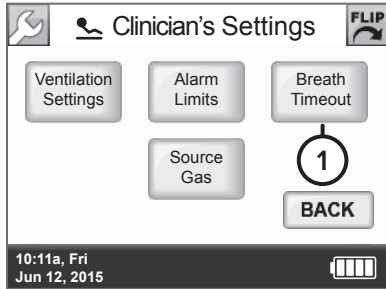 Clinician's Settings
FLIP
Ventilation
Settings
Alarm
Limits
Breath
Timeout
Source
Gas
1
BACK
10:11a, Fri
Jun 12, 2015